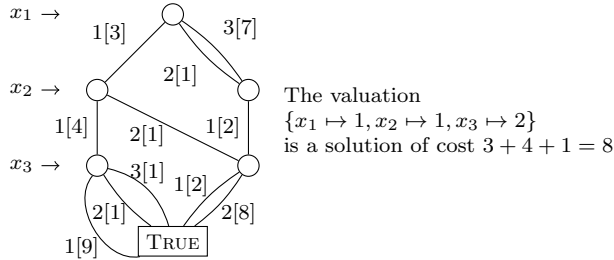 x1 →
1[3]
3[7]
2[1]
x2 →
1[4]
2[1]
1[2]
The valuation
{x1 ↦ 1, x2 ↦ 1, x3 ↦ 2}
is a solution of cost 3 + 4 + 1 = 8
x3 →
3[1]
1[2]
2[1]
2[8]
1[9]
TRUE